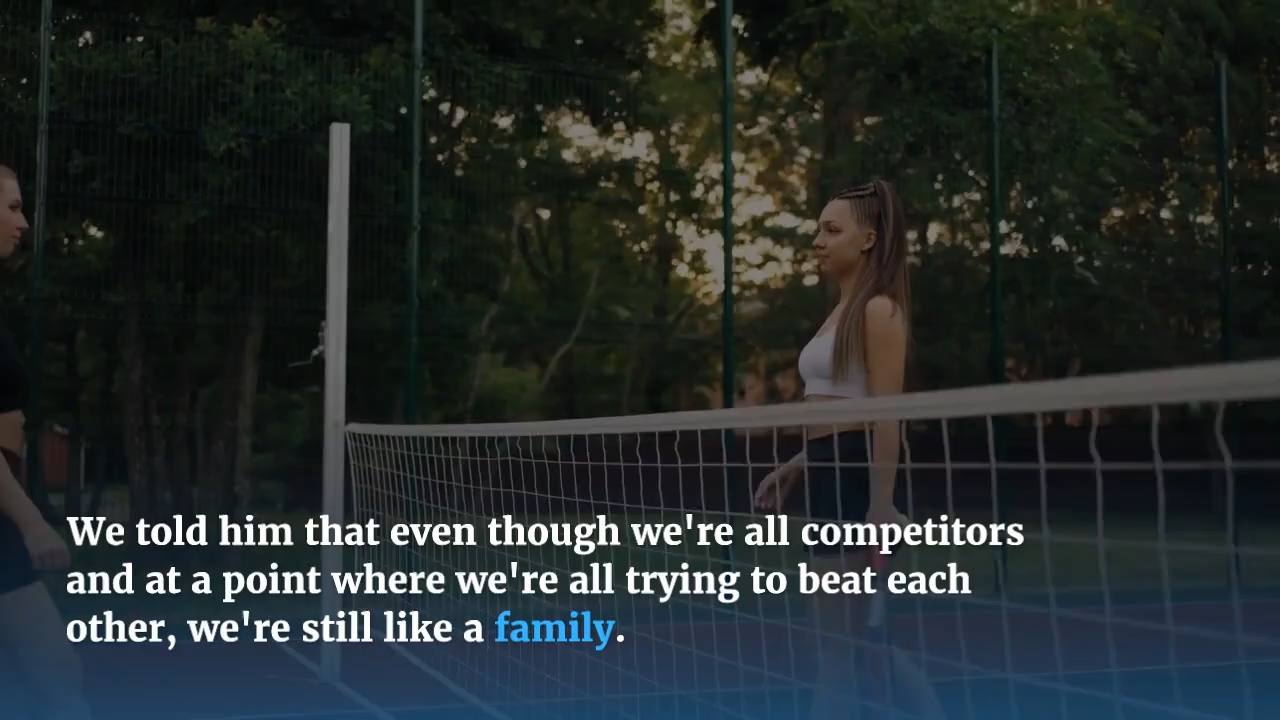 We told him that even though we're all competitors
and at a point where we're all trying to beat each
other, we're still like a family.